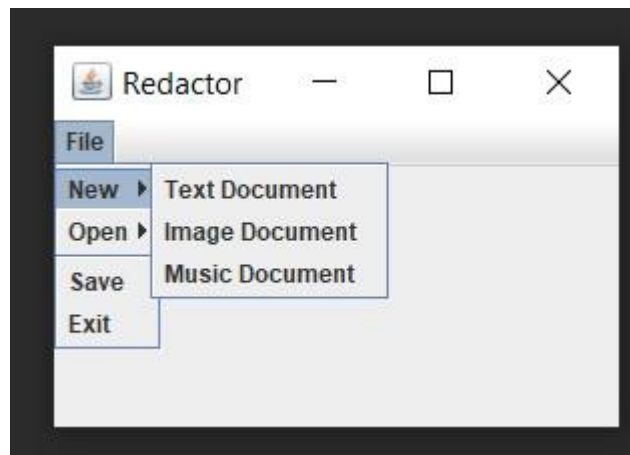 Redactor
File
New Text Document
Open Image Document
Save Music Document
Exit